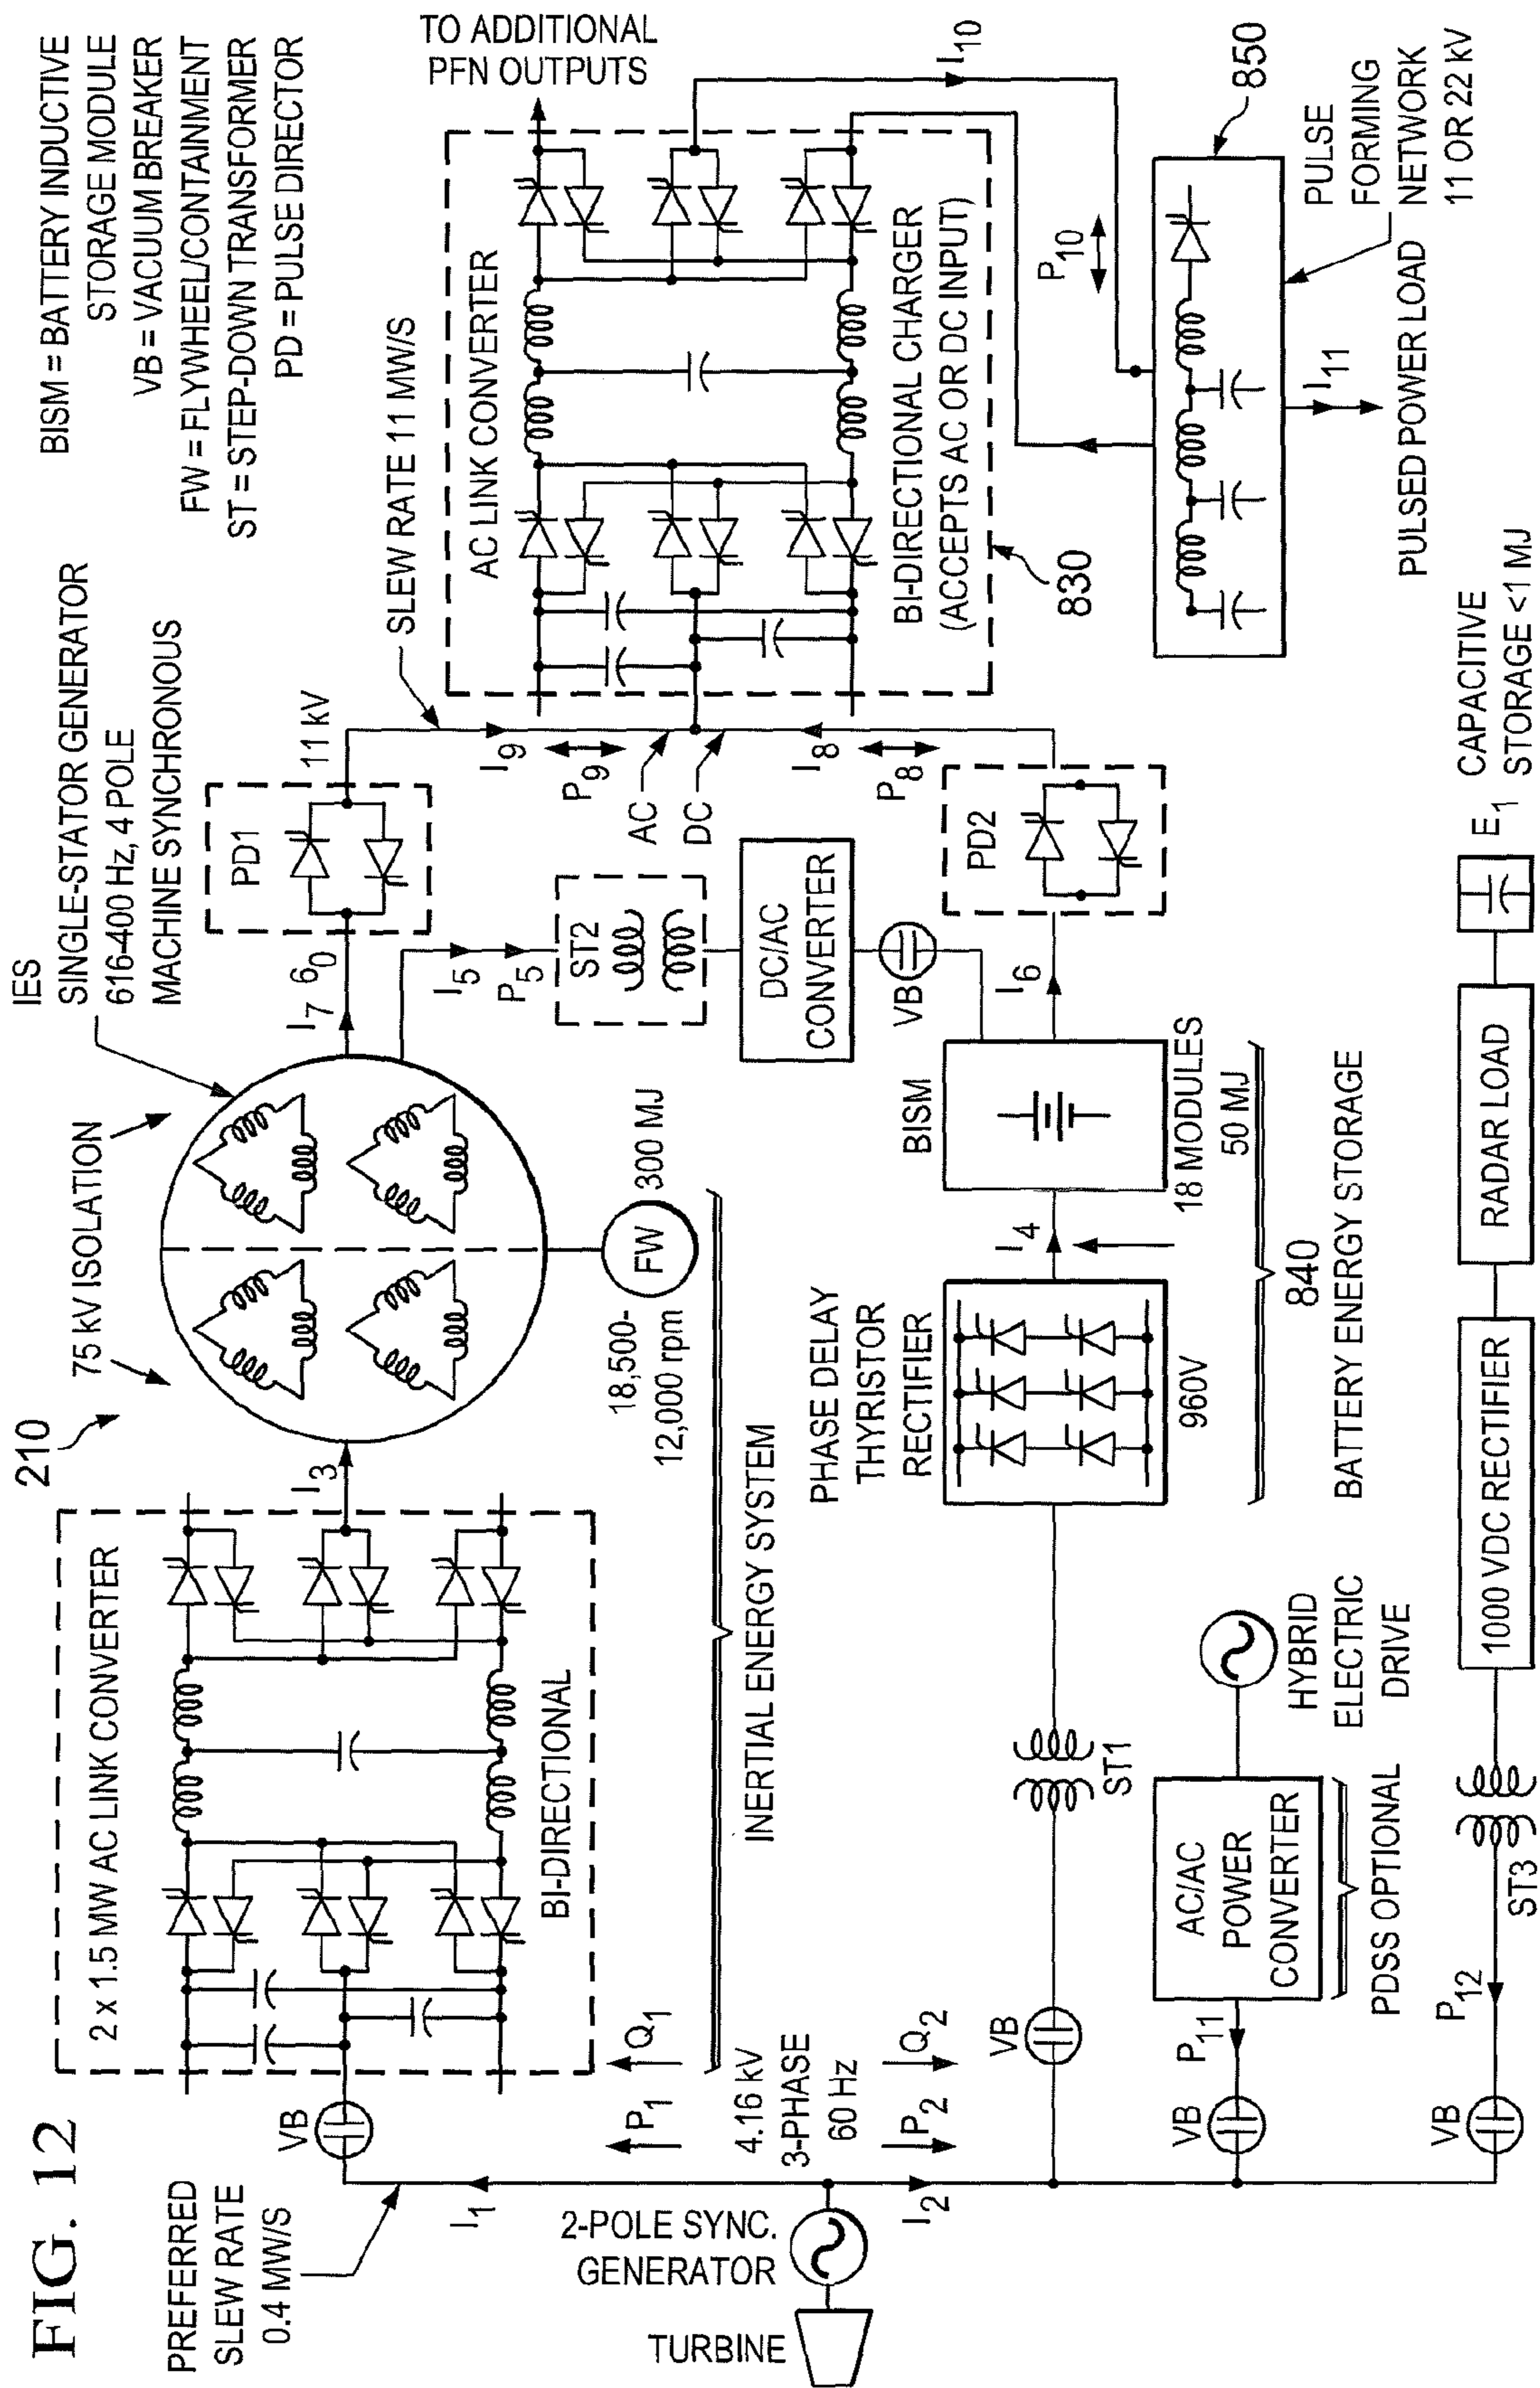 FIG. 12
BISM = BATTERY INDUCTIVE
STORAGE MODULE
VB = VACUUM BREAKER
FW = FLYWHEEL/CONTAINMENT
ST = STEP-DOWN TRANSFORMER
PD = PULSE DIRECTOR
PREFERRED
SLEW RATE
0.4 MW/S
VB
I1
2 x 1.5 MW AC LINK CONVERTER
BI-DIRECTIONAL
210
I3
75 kV ISOLATION
IES
SINGLE-STATOR GENERATOR
616-400 Hz, 4 POLE
MACHINE SYNCHRONOUS
I7
60
PD1
11 kV
SLEW RATE 11 MW/S
I9
P9
AC
DC
I8
P8
I5
P5
ST2
DC/AC
CONVERTER
VB
FW
300 MJ
18,500-
12,000 rpm
INERTIAL ENERGY SYSTEM
P1
Q1
4.16 kV
3-PHASE
60 Hz
P2
Q2
2-POLE SYNC.
GENERATOR
TURBINE
I2
AC LINK CONVERTER
BI-DIRECTIONAL CHARGER
(ACCEPTS AC OR DC INPUT)
830
TO ADDITIONAL
PFN OUTPUTS
I10
P10
850
PULSE
FORMING
NETWORK
11 OR 22 kV
I11
PULSED POWER LOAD
VB
ST1
PHASE DELAY
THYRISTOR
RECTIFIER
960V
I4
BISM
18 MODULES
50 MJ
I6
PD2
840
BATTERY ENERGY STORAGE
VB
P11
AC/AC
POWER
CONVERTER
PDSS OPTIONAL
HYBRID
ELECTRIC
DRIVE
VB
P12
ST3
1000 VDC RECTIFIER
RADAR LOAD
E1
CAPACITIVE
STORAGE <1 MJ